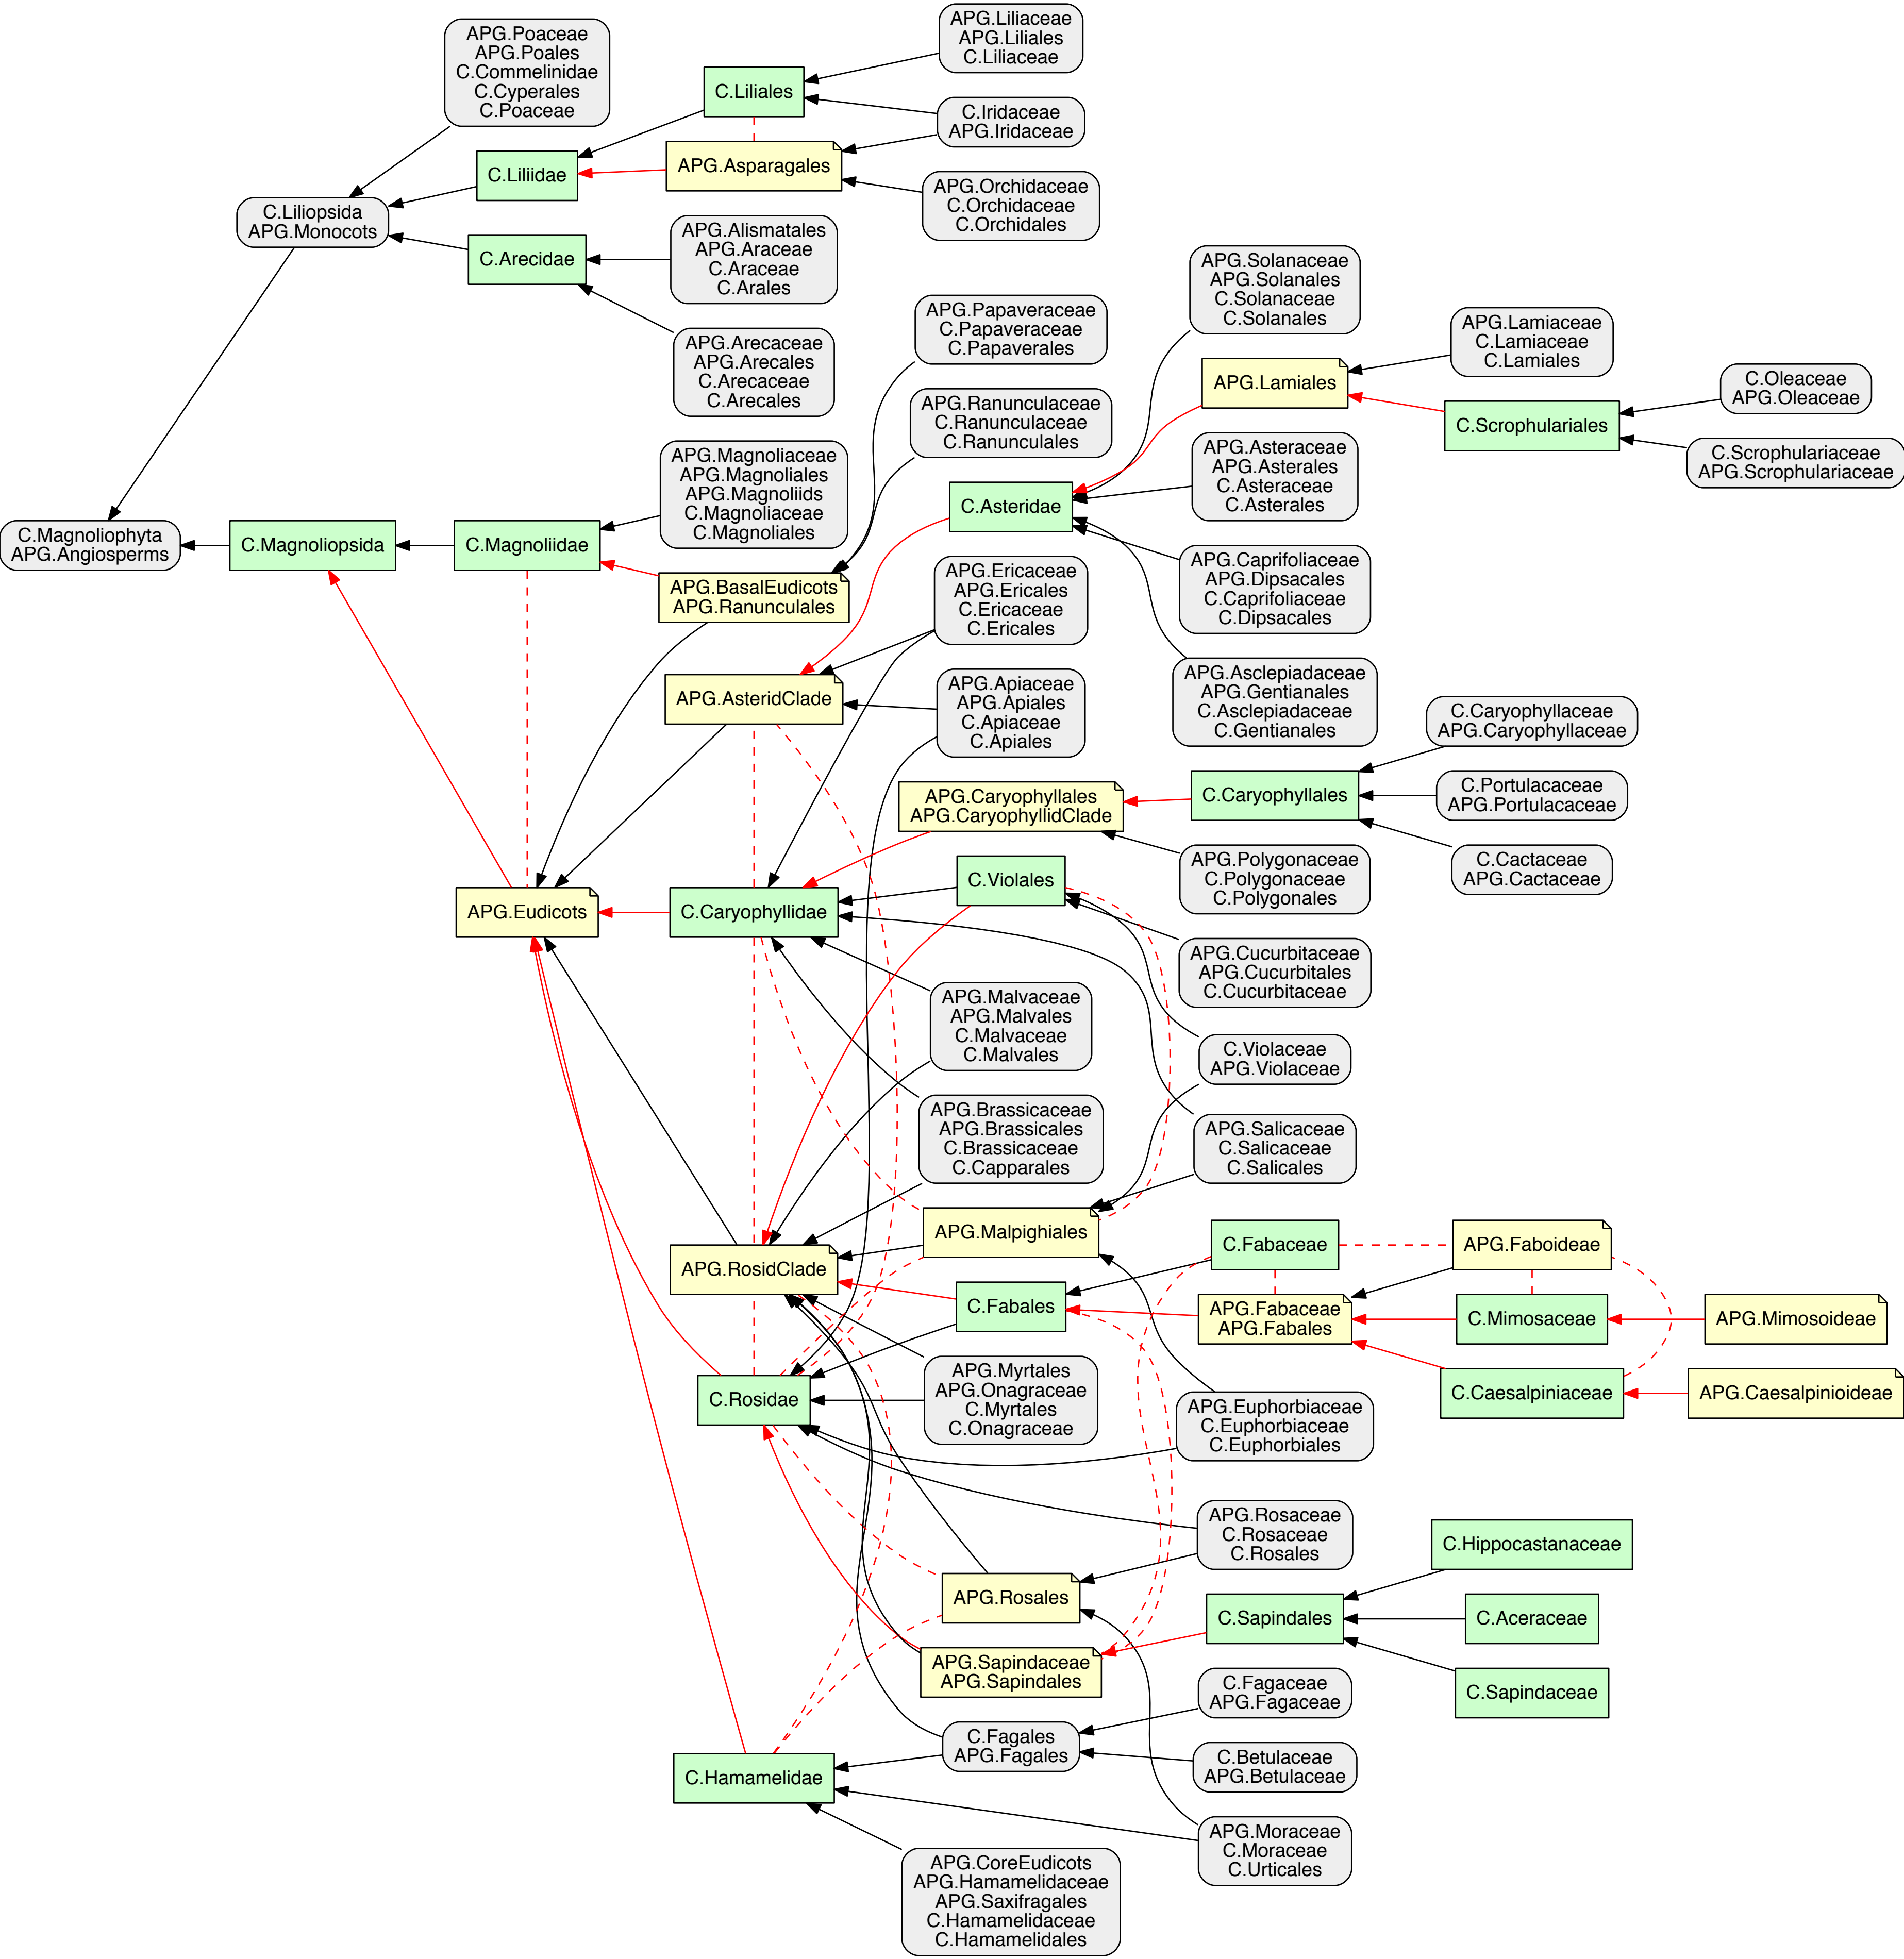 APG.Poaceae
APG.Poales
C.Commelinidae
C.Cyperales
C.Poaceae
APG.Liliaceae
APG.Liliales
C.Liliaceae
C.Liliales
C.Iridaceae
APG.Iridaceae
C.Liliidae
APG.Asparagales
APG.Orchidaceae
C.Orchidaceae
C.Orchidales
C.Liliopsida
APG.Monocots
C.Arecidae
APG.Alismatales
APG.Araceae
C.Araceae
C.Arales
APG.Arecaceae
APG.Arecales
C.Arecaceae
C.Arecales
APG.Papaveraceae
C.Papaveraceae
C.Papaverales
APG.Solanaceae
APG.Solanales
C.Solanaceae
C.Solanales
APG.Lamiaceae
C.Lamiaceae
C.Lamiales
APG.Lamiales
C.Oleaceae
APG.Oleaceae
C.Scrophulariales
C.Scrophulariaceae
APG.Scrophulariaceae
APG.Ranunculaceae
C.Ranunculaceae
C.Ranunculales
APG.Asteraceae
APG.Asterales
C.Asteraceae
C.Asterales
APG.Magnoliaceae
APG.Magnoliales
APG.Magnoliids
C.Magnoliaceae
C.Magnoliales
C.Asteridae
C.Magnoliophyta
APG.Angiosperms
C.Magnoliopsida
C.Magnoliidae
APG.BasalEudicots
APG.Ranunculales
APG.Ericaceae
APG.Ericales
C.Ericaceae
C.Ericales
APG.Caprifoliaceae
APG.Dipsacales
C.Caprifoliaceae
C.Dipsacales
APG.AsteridClade
APG.Apiaceae
APG.Apiales
C.Apiaceae
C.Apiales
APG.Asclepiadaceae
APG.Gentianales
C.Asclepiadaceae
C.Gentianales
C.Caryophyllaceae
APG.Caryophyllaceae
APG.Caryophyllales
APG.CaryophyllidClade
C.Caryophyllales
C.Portulacaceae
APG.Portulacaceae
C.Cactaceae
APG.Cactaceae
APG.Polygonaceae
C.Polygonaceae
C.Polygonales
C.Violales
APG.Eudicots
C.Caryophyllidae
APG.Cucurbitaceae
APG.Cucurbitales
C.Cucurbitaceae
APG.Malvaceae
APG.Malvales
C.Malvaceae
C.Malvales
C.Violaceae
APG.Violaceae
APG.Brassicaceae
APG.Brassicales
C.Brassicaceae
C.Capparales
APG.Salicaceae
C.Salicaceae
C.Salicales
APG.Malpighiales
C.Fabaceae
APG.Faboideae
APG.RosidClade
C.Fabales
APG.Fabaceae
APG.Fabales
C.Mimosaceae
APG.Mimosoideae
C.Rosidae
APG.Myrtales
APG.Onagraceae
C.Myrtales
C.Onagraceae
C.Caesalpiniaceae
APG.Caesalpinioideae
APG.Euphorbiaceae
C.Euphorbiaceae
C.Euphorbiales
APG.Rosaceae
C.Rosaceae
C.Rosales
C.Hippocastanaceae
APG.Rosales
C.Sapindales
C.Aceraceae
APG.Sapindaceae
APG.Sapindales
C.Sapindaceae
C.Fagaceae
APG.Fagaceae
C.Fagales
APG.Fagales
C.Betulaceae
APG.Betulaceae
C.Hamamelidae
APG.Moraceae
C.Moraceae
C.Urticales
APG.CoreEudicots
APG.Hamamelidaceae
APG.Saxifragales
C.Hamamelidaceae
C.Hamamelidales